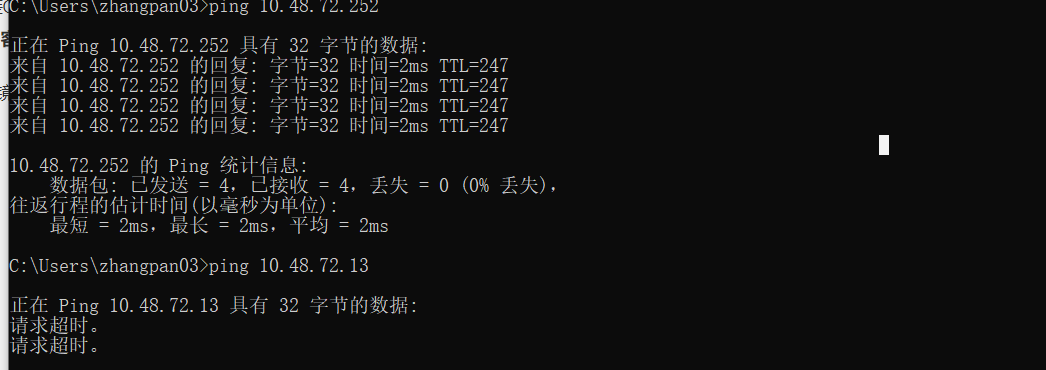 C:\Users\zhangpan03>ping 10.48.72.252
正在 Ping 10.48.72.252 具有 32 字节的数据:
来自 10.48.72.252 的回复: 字节=32 时间=2ms TTL=247
来自 10.48.72.252 的回复: 字节=32 时间=2ms TTL=247
来自 10.48.72.252 的回复: 字节=32 时间=2ms TTL=247
来自 10.48.72.252 的回复: 字节=32 时间=2ms TTL=247
10.48.72.252 的 Ping 统计信息:
数据包: 已发送 = 4，已接收 = 4，丢失 = 0 (0% 丢失)，
往返行程的估计时间(以毫秒为单位):
最短 = 2ms，最长 = 2ms，平均 = 2ms
C:\Users\zhangpan03>ping 10.48.72.13
正在 Ping 10.48.72.13 具有 32 字节的数据:
请求超时。
请求超时。